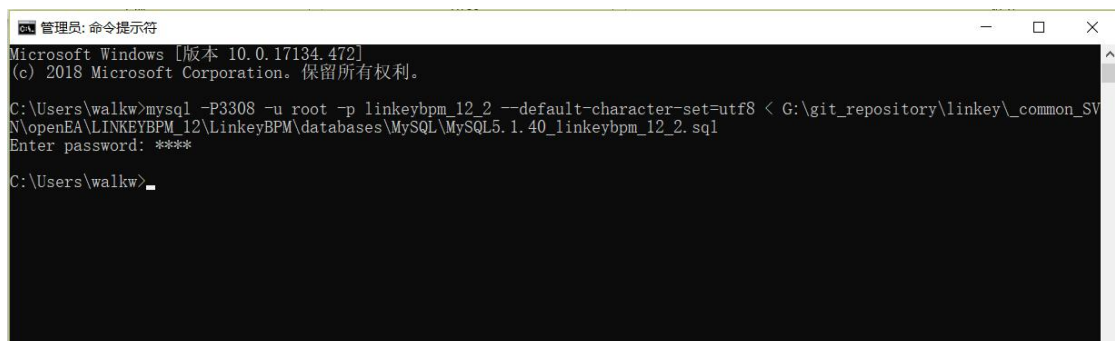 管理员: 命令提示符
Microsoft Windows [版本 10.0.17134.472]
(c) 2018 Microsoft Corporation。保留所有权利。
C:\Users\walkw>mysql -P3308 -u root -p linkeybpm_12_2 --default-character-set=utf8 < G:\git_repository\linkey\_common_SV
N\openEA\LINKEYBPM_12\LinkeyBPM\databases\MySQL\MySQL5.1.40_linkeybpm_12_2.sql
Enter password: ****
C:\Users\walkw>